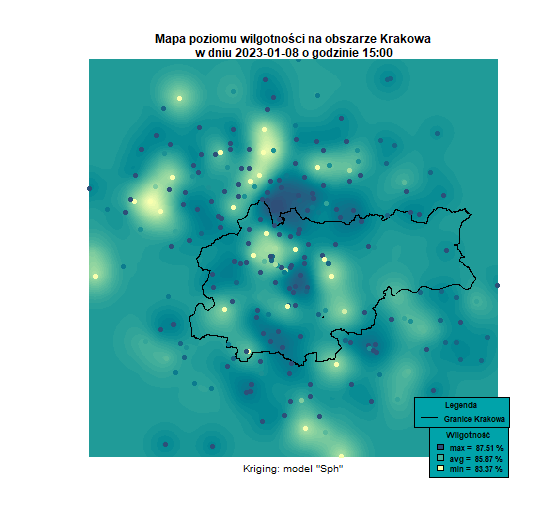 Mapa poziomu wilgotności na obszarze Krakowa
w dniu 2023-01-08 o godzinie 15:00
Legenda
Granice Krakowa
Wilgotność
max = 87.51 %
avg = 85.87 %
min = 83.37 %
Kriging: model "Sph"